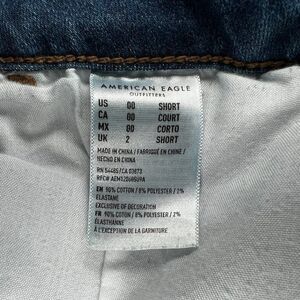 AMERICAN EAGLE
OUTFITTERS
US 00 SHORT
CA 00 COURT
MX 00 CORTO
UK 2 SHORT
MADE IN CHINA / FABRIQUÉ EN CHINE /
HECHO EN CHINA
RN 54485/CA 03673
EN 90% COTTON / 8% POLYESTER / 2%
ELASTANE
EXCLUSIVE OF DECORATION
FR 90% COTON / 8% POLYESTER / 2%
ÉLASTHANNE
À L'EXCEPTION DE LA GARNITURE